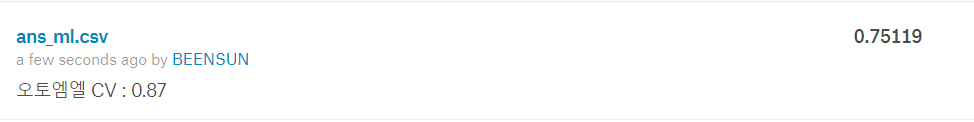 ans_ml.csv 0.75119
a few seconds ago by BEENSUN
오토엠엘 CV : 0.87